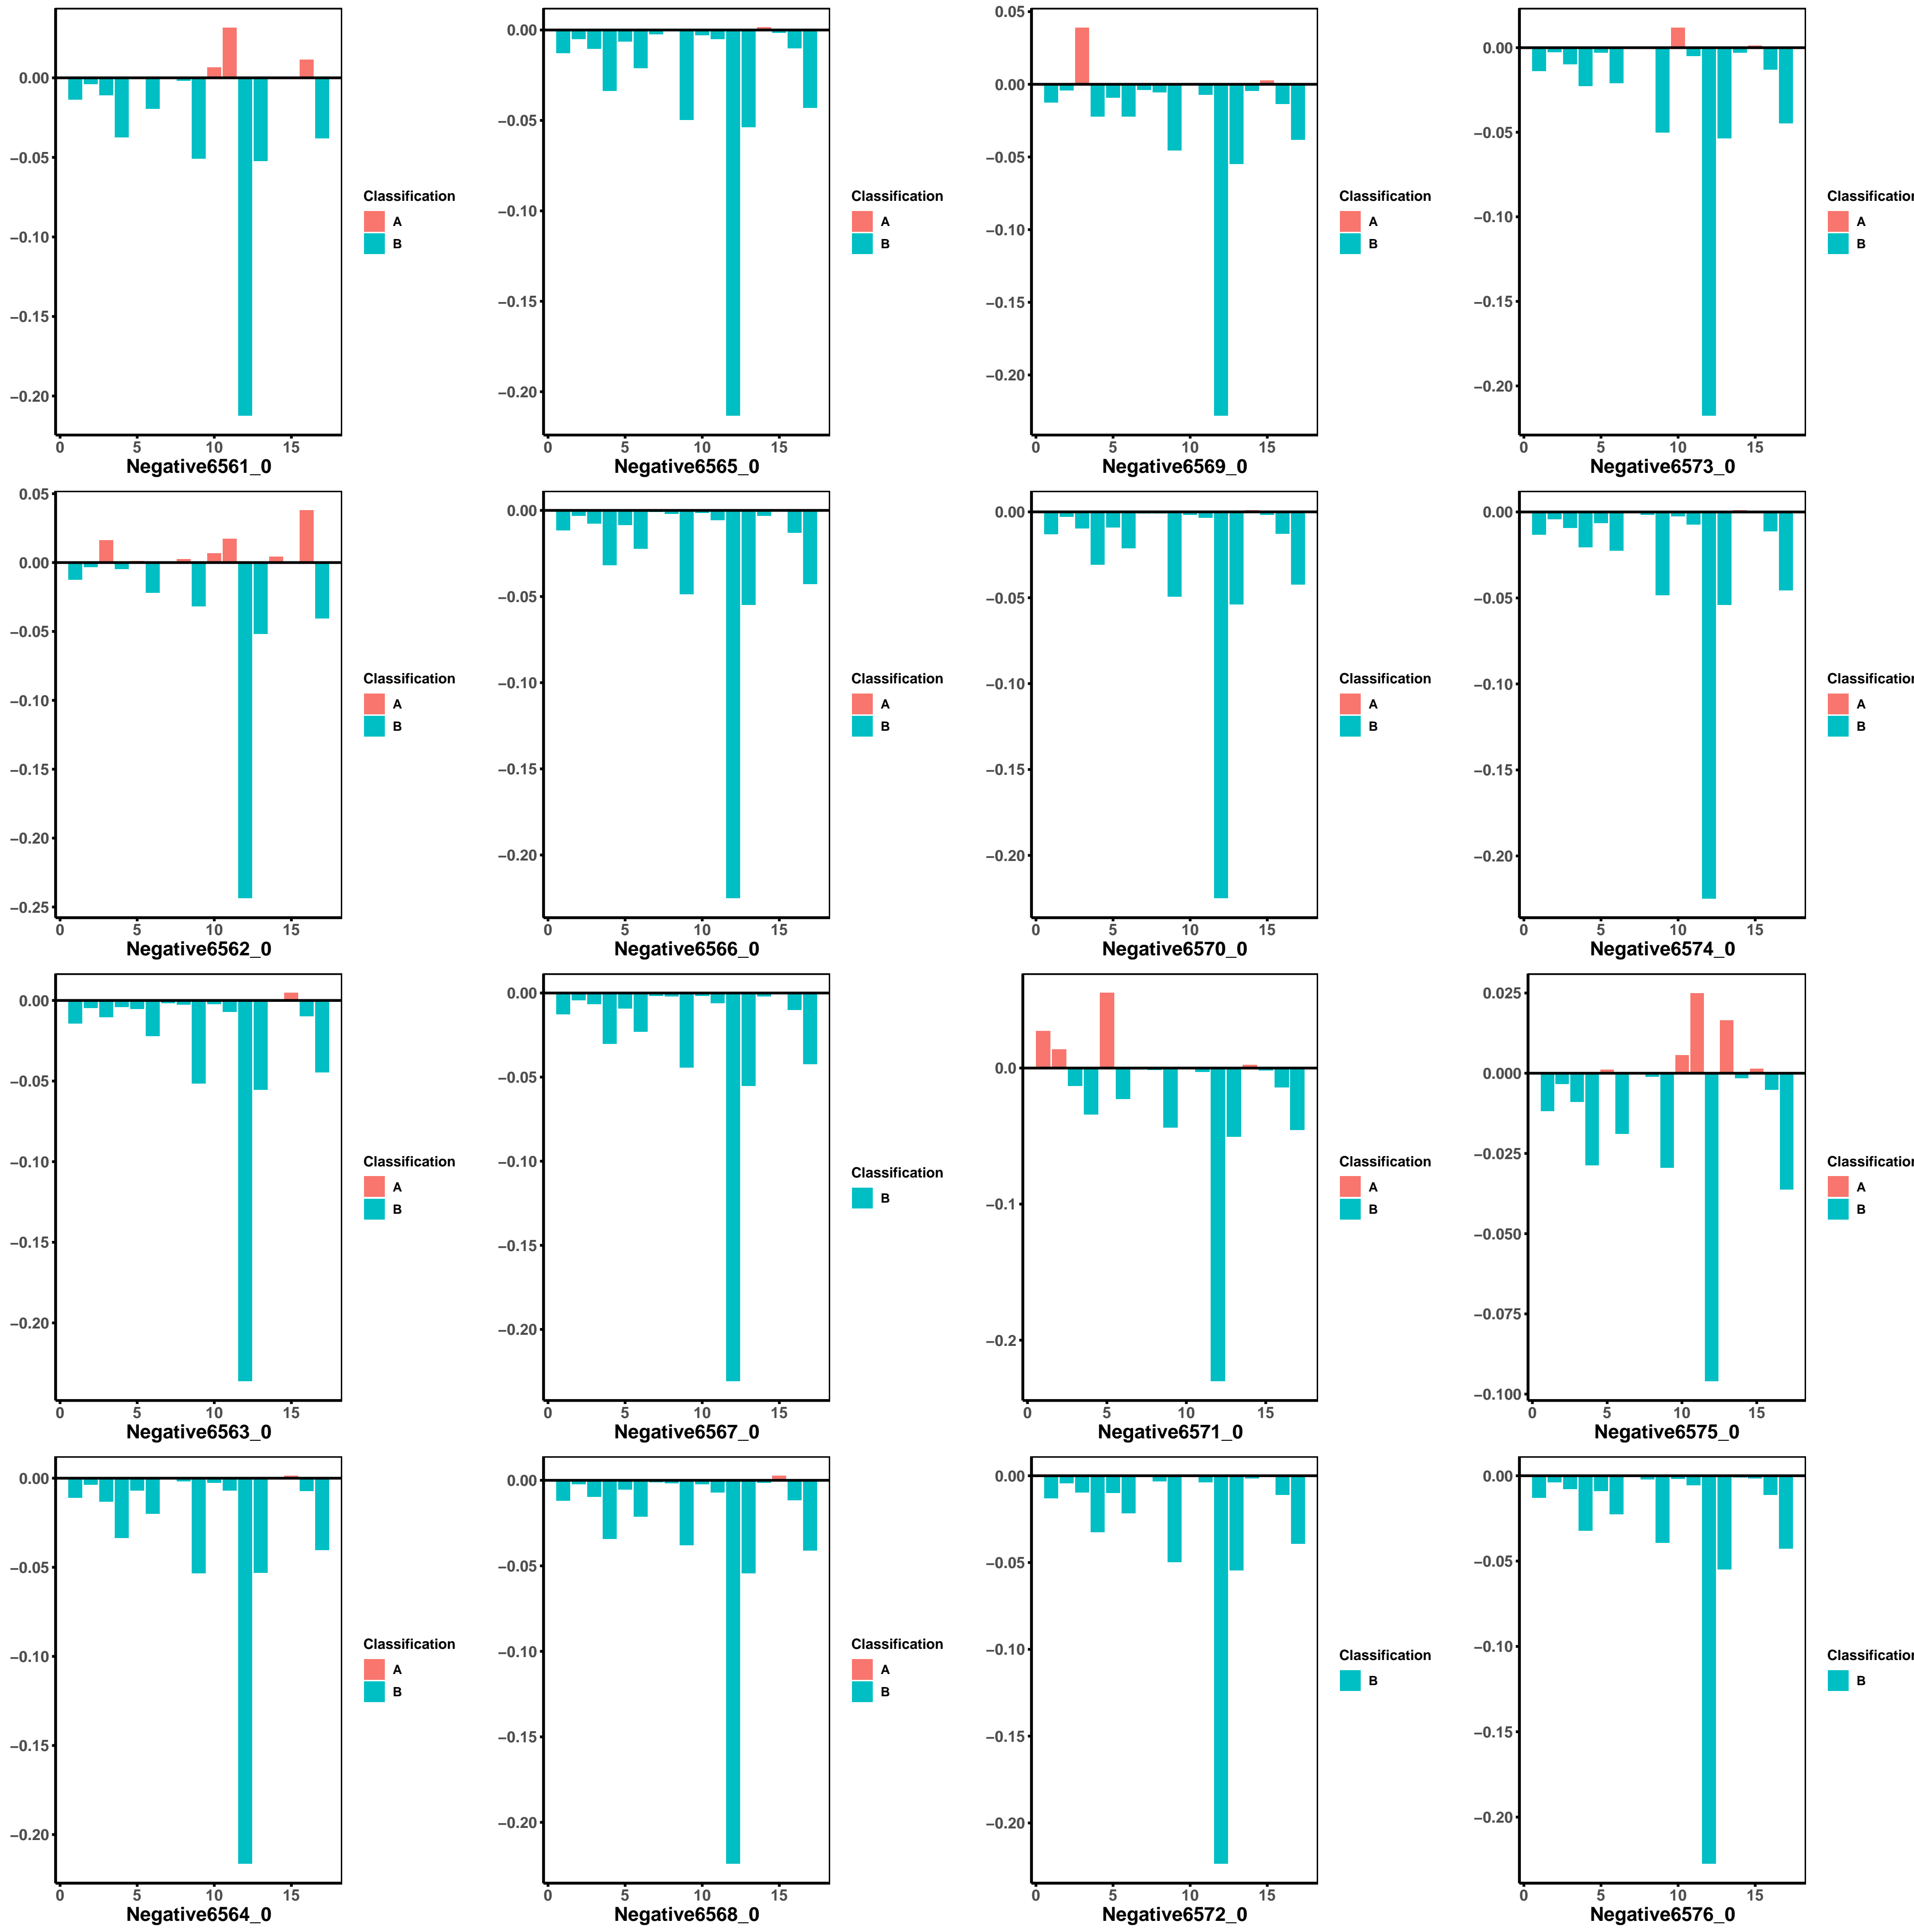 0.00
−0.05
−0.10
−0.15
−0.20
0 5 10 15
Negative6561_0
Classification
A
B
0.00
−0.05
−0.10
−0.15
−0.20
0 5 10 15
Negative6565_0
Classification
A
B
0.05
0.00
−0.05
−0.10
−0.15
−0.20
0 5 10 15
Negative6569_0
Classification
A
B
0.00
−0.05
−0.10
−0.15
−0.20
0 5 10 15
Negative6573_0
Classification
A
B
0.05
0.00
−0.05
−0.10
−0.15
−0.20
−0.25
0 5 10 15
Negative6562_0
Classification
A
B
0.00
−0.05
−0.10
−0.15
−0.20
0 5 10 15
Negative6566_0
Classification
A
B
0.00
−0.05
−0.10
−0.15
−0.20
0 5 10 15
Negative6570_0
Classification
A
B
0.00
−0.05
−0.10
−0.15
−0.20
0 5 10 15
Negative6574_0
Classification
A
B
0.00
−0.05
−0.10
−0.15
−0.20
0 5 10 15
Negative6563_0
Classification
A
B
0.00
−0.05
−0.10
−0.15
−0.20
0 5 10 15
Negative6567_0
Classification
B
0.0
−0.1
−0.2
0 5 10 15
Negative6571_0
Classification
A
B
0.025
0.000
−0.025
−0.050
−0.075
−0.100
0 5 10 15
Negative6575_0
Classification
A
B
0.00
−0.05
−0.10
−0.15
−0.20
0 5 10 15
Negative6564_0
Classification
A
B
0.00
−0.05
−0.10
−0.15
−0.20
0 5 10 15
Negative6568_0
Classification
A
B
0.00
−0.05
−0.10
−0.15
−0.20
0 5 10 15
Negative6572_0
Classification
B
0.00
−0.05
−0.10
−0.15
−0.20
0 5 10 15
Negative6576_0
Classification
B